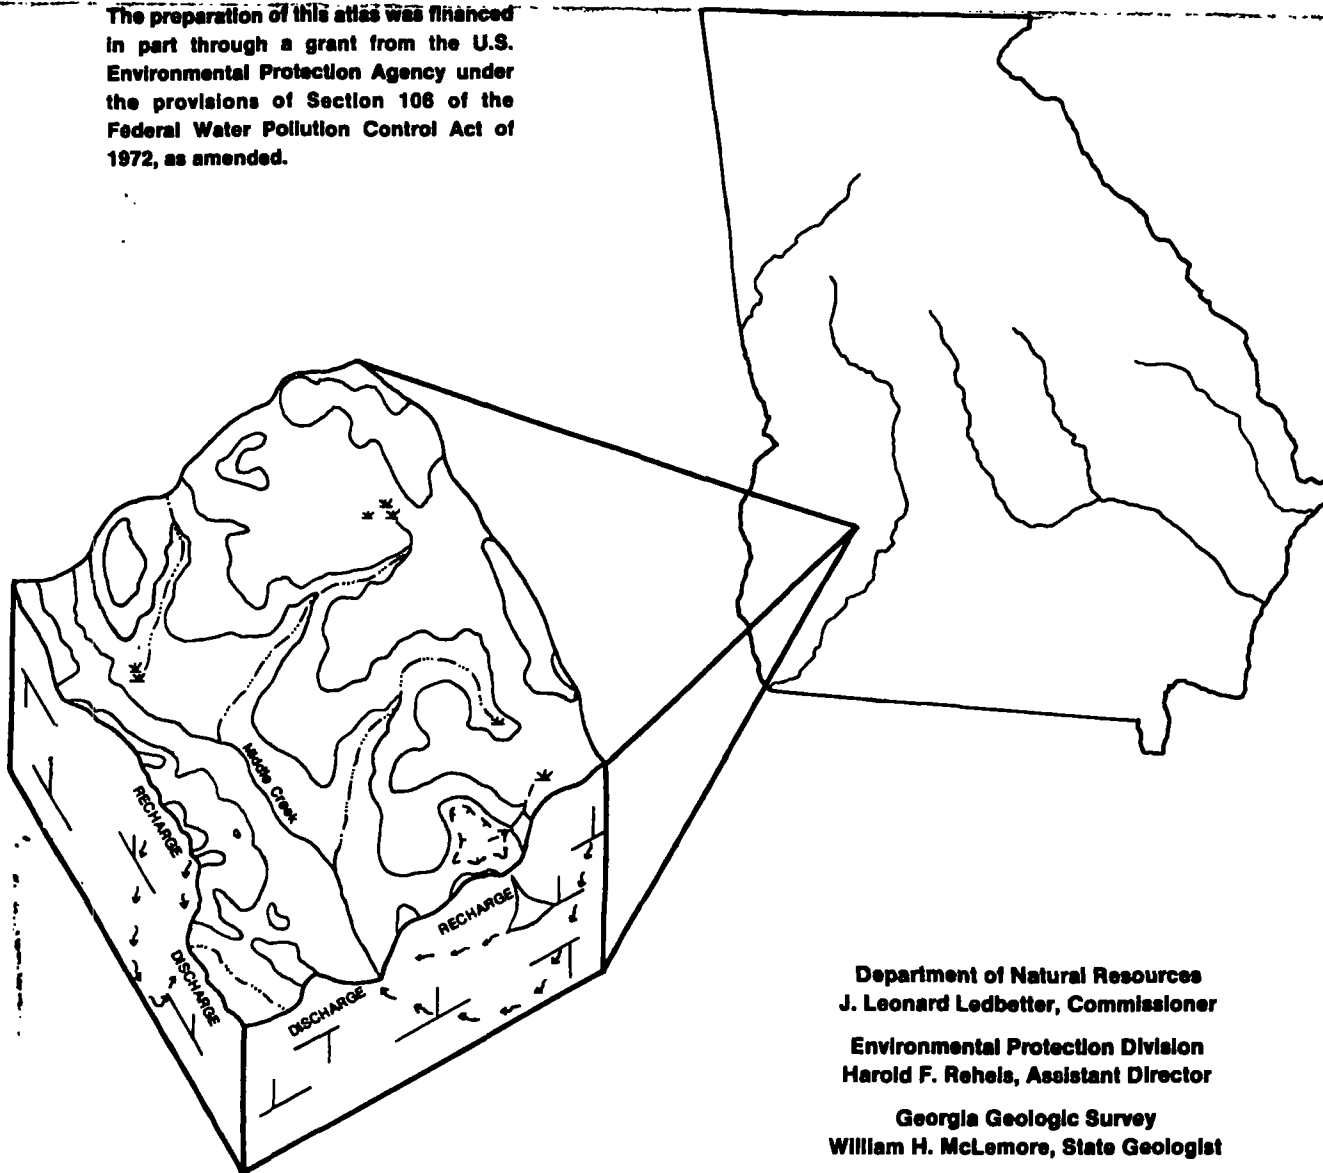 The preparation of this atlas was financed
in part through a grant from the U.S.
Environmental Protection Agency under
the provisions of Section 106 of the
Federal Water Pollution Control Act of
1972, as amended.
Middle Creek
RECHARGE
RECHARGE
DISCHARGE
DISCHARGE
Department of Natural Resources
J. Leonard Ledbetter, Commissioner
Environmental Protection Division
Harold F. Reheis, Assistant Director
Georgia Geologic Survey
William H. McLemore, State Geologist